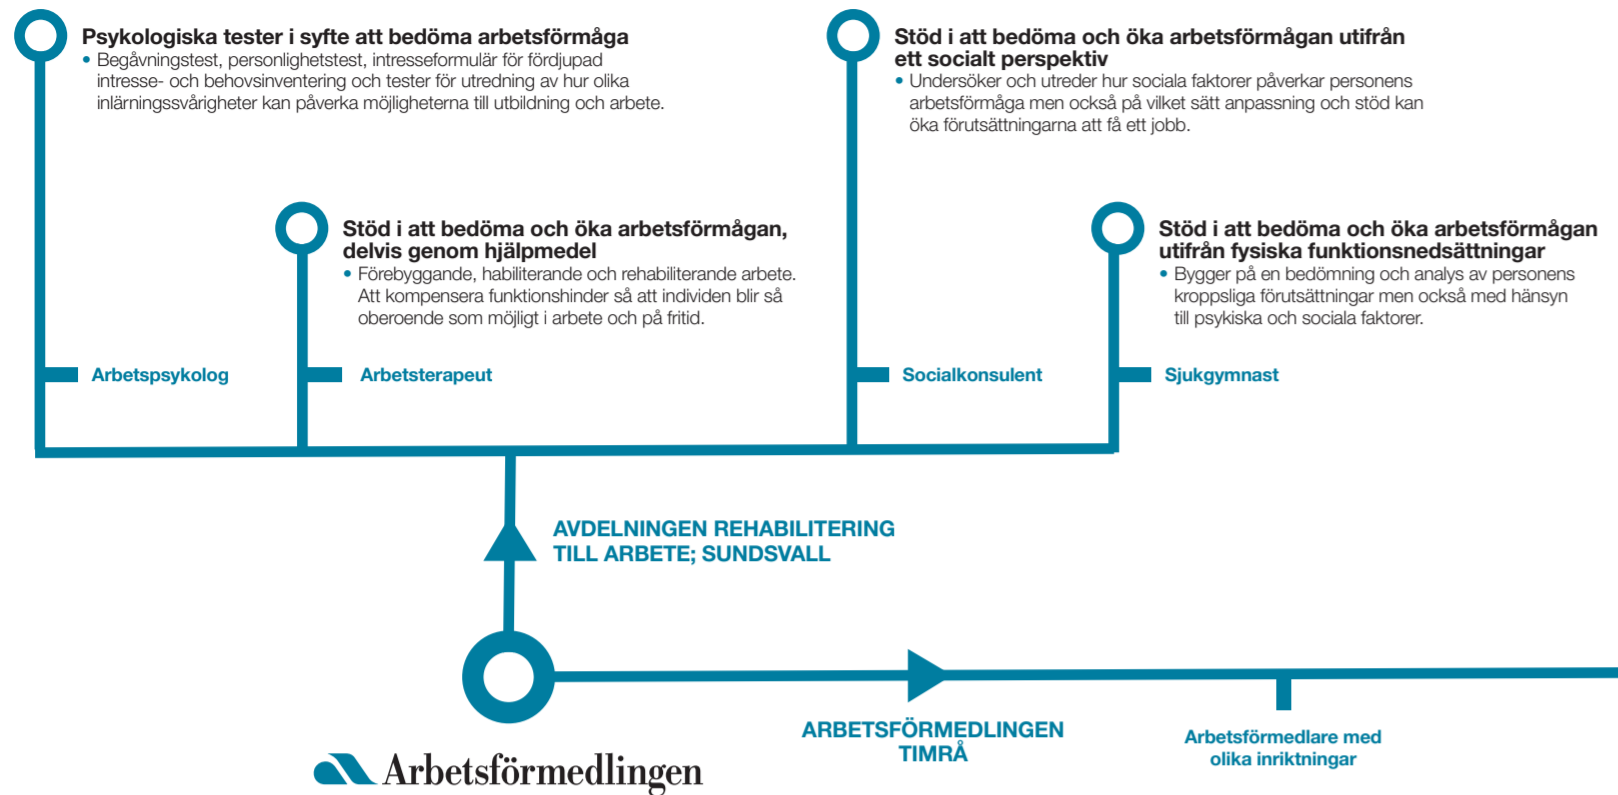 Psykologiska tester i syfte att bedöma arbetsförmåga
• Begåvningstest, personlighetstest, intresseformulär för fördjupad
intresse- och behovsinventering och tester för utredning av hur olika
inlärningssvårigheter kan påverka möjligheterna till utbildning och arbete.
Stöd i att bedöma och öka arbetsförmågan utifrån
ett socialt perspektiv
• Undersöker och utreder hur sociala faktorer påverkar personens
arbetsförmåga men också på vilket sätt anpassning och stöd kan
öka förutsättningarna att få ett jobb.
Stöd i att bedöma och öka arbetsförmågan,
delvis genom hjälpmedel
• Förebyggande, habiliterande och rehabiliterande arbete.
Att kompensera funktionshinder så att individen blir så
oberoende som möjligt i arbete och på fritid.
Stöd i att bedöma och öka arbetsförmågan
utifrån fysiska funktionsnedsättningar
• Bygger på en bedömning och analys av personens
kroppsliga förutsättningar men också med hänsyn
till psykiska och sociala faktorer.
Arbetspsykolog
Arbetsterapeut
Socialkonsulent
Sjukgymnast
AVDELNINGEN REHABILITERING
TILL ARBETE; SUNDSVALL
ARBETSFÖRMEDLINGEN
TIMRÅ
Arbetsförmedlare med
olika inriktningar
Arbetsförmedlingen